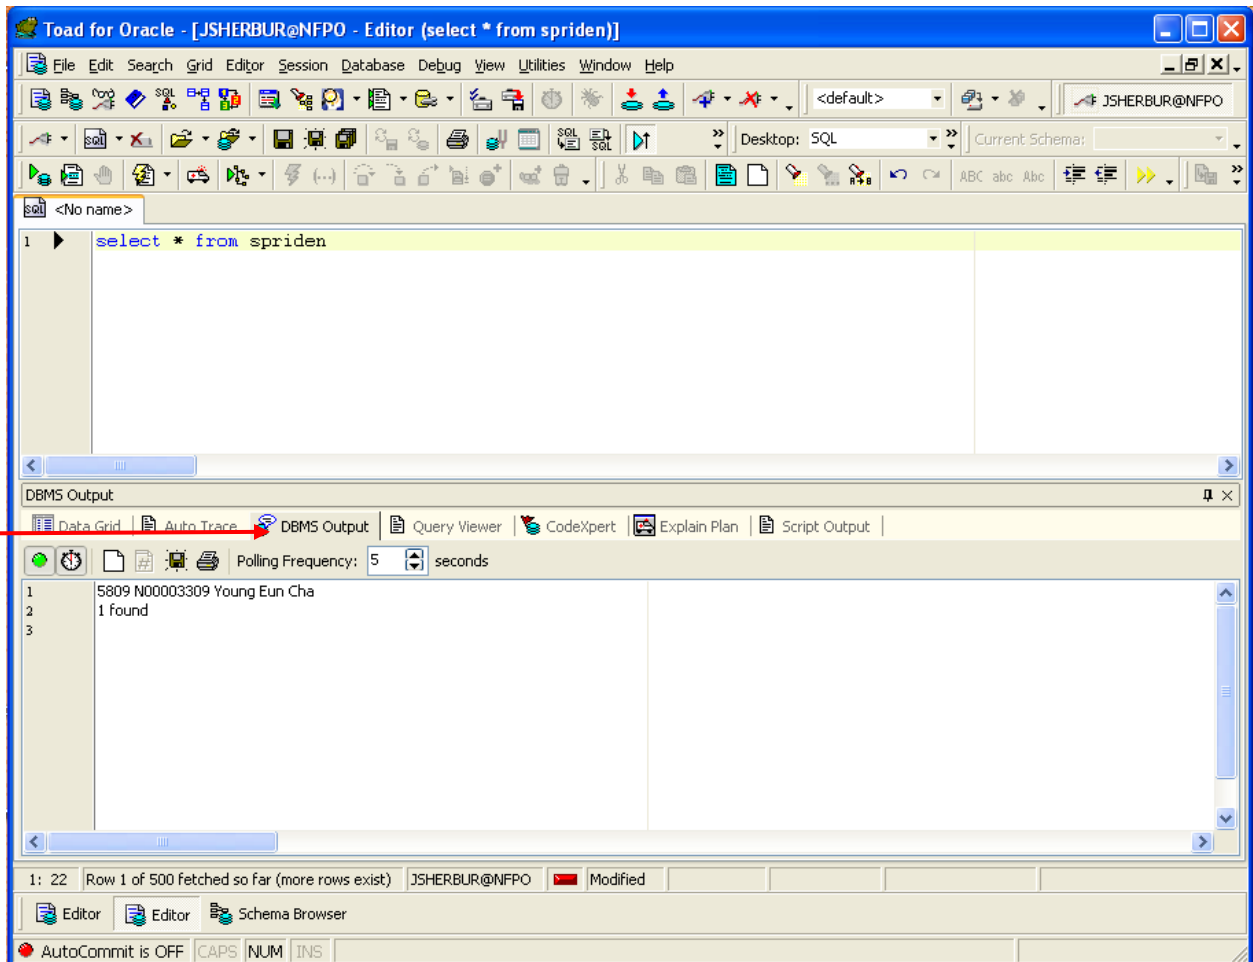 Toad for Oracle - [JSHERBUR@NFPO - Editor (select * from spriden)]
File Edit Search Grid Editor Session Database Debug View Utilities Window Help
<default> JSHERBUR@NFPO
SQL Desktop: SQL Current Schema:
ABC abc Abc
SQL <No name>
1 select * from spriden
DBMS Output
Data Grid Auto Trace DBMS Output Query Viewer CodeXpert Explain Plan Script Output
Polling Frequency: 5 seconds
1 5809 N00003309 Young Eun Cha
2 1 found
3
1: 22 Row 1 of 500 fetched so far (more rows exist) JSHERBUR@NFPO Modified
Editor Editor Schema Browser
AutoCommit is OFF CAPS NUM INS